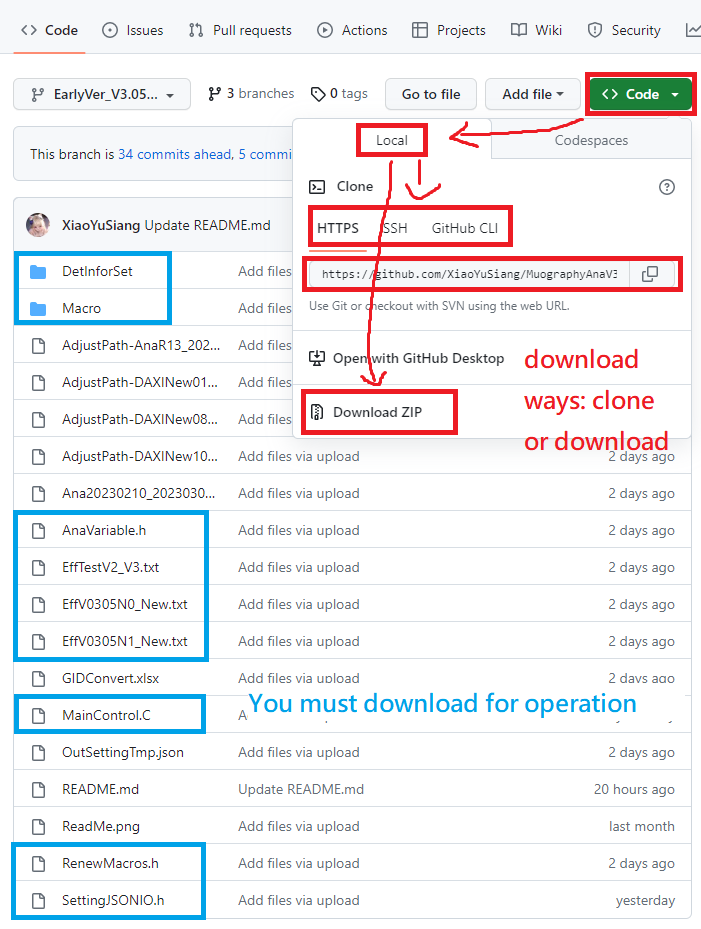 Code Issues Pull requests Actions Projects Wiki Security
EarlyVer_V3.05... 3 branches 0 tags Go to file Add file Code
This branch is 34 commits ahead, 5 commi
Local Codespaces
Clone
HTTPS SSH GitHub CLI
https://github.com/XiaoYuSiang/MuographyAnaV3
Use Git or checkout with SVN using the web URL.
Open with GitHub Desktop
Download ZIP
download
ways: clone
or download
XiaoYuSiang Update README.md
DetInforSet Add files
Macro Add files
AdjustPath-AnaR13_202... Add files
AdjustPath-DAXINew01... Add files
AdjustPath-DAXINew08... Add files
AdjustPath-DAXINew10... Add files via upload 2 days ago
Ana20230210_2023030... Add files via upload 2 days ago
AnaVariable.h Add files via upload 2 days ago
EffTestV2_V3.txt Add files via upload 2 days ago
EffV0305N0_New.txt Add files via upload 2 days ago
EffV0305N1_New.txt Add files via upload 2 days ago
GIDConvert.xlsx Add files via upload 2 days ago
You must download for operation
MainControl.C
OutSettingTmp.json Add files via upload 2 days ago
README.md Update README.md 20 hours ago
ReadMe.png Add files via upload last month
RenewMacros.h Add files via upload 2 days ago
SettingJSONIO.h Add files via upload yesterday